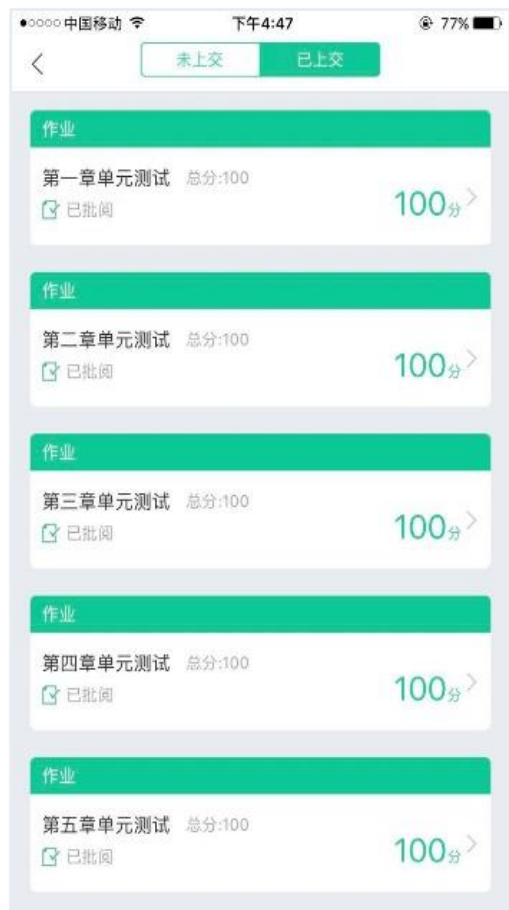 中国移动 下午4:47 77%
未上交 已上交
作业
第一章单元测试 总分:100
已批阅
100分
作业
第二章单元测试 总分:100
已批阅
100分
作业
第三章单元测试 总分:100
已批阅
100分
作业
第四章单元测试 总分:100
已批阅
100分
作业
第五章单元测试 总分:100
已批阅
100分